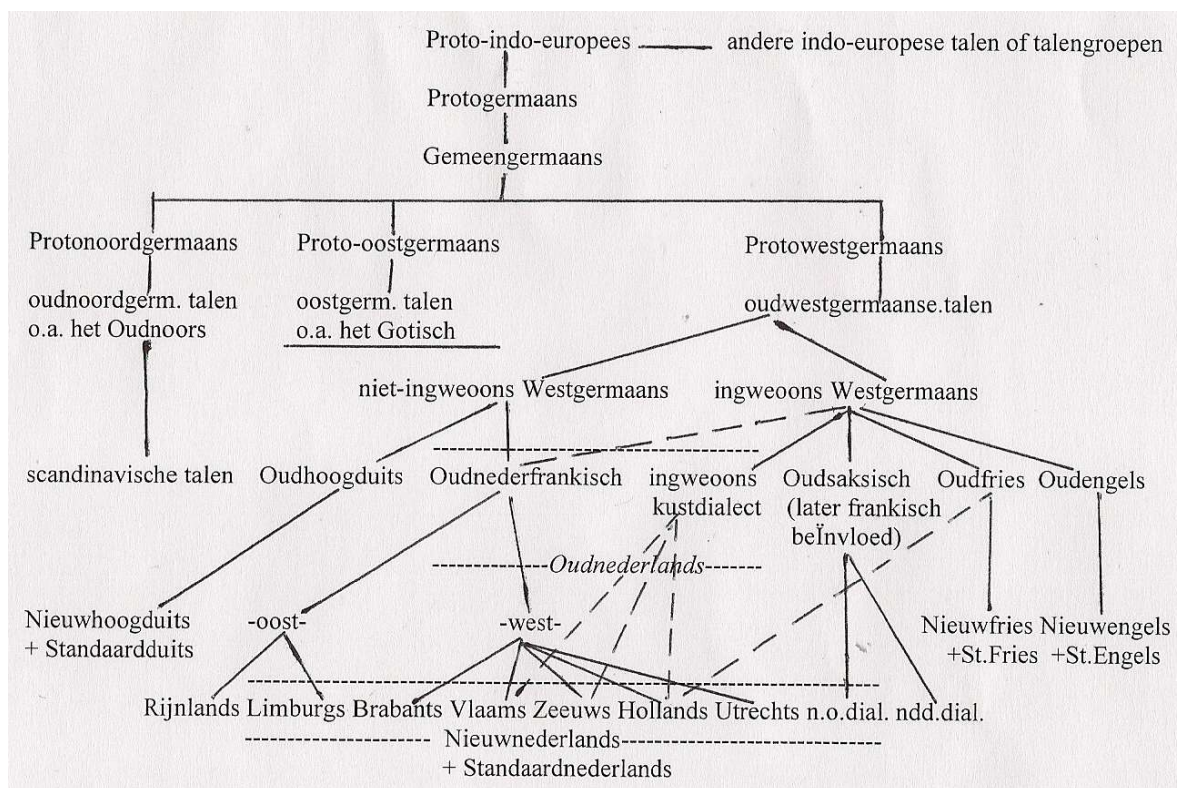 Proto-indo-europees andere indo-europese talen of talengroepen
Protogermaans
Gemeengermaans
Protonoordgermaans Proto-oostgermaans Protowestgermaans
oudnoordgerm. talen oostgerm. talen oudwestgermaanse.talen
o.a. het Oudnoors o.a. het Gotisch
niet-ingweoons Westgermaans ingweoons Westgermaans
scandinavische talen Oudhoogduits Oudnederfrankisch ingweoons Oudsaksisch Oudfries Oudengels
kustdialect (later frankisch
beÏnvloed)
Oudnederlands
Nieuwhoogduits -oost- -west- Nieuwfries Nieuwengels
+ Standaardduits +St.Fries +St.Engels
Rijnlands Limburgs Brabants Vlaams Zeeuws Hollands Utrechts n.o.dial. ndd.dial.
Nieuwnederlands
+ Standaardnederlands